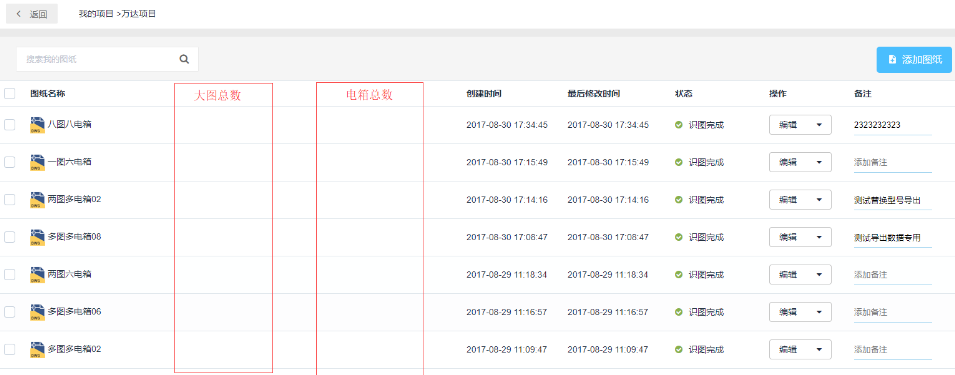 返回 我的项目 >万达项目
搜索我的图纸 添加图纸
图纸名称 大图总数 电箱总数 创建时间 最后修改时间 状态 操作 备注
八图八电箱 2017-08-30 17:34:45 2017-08-30 17:34:45 识图完成 编辑 2323232323
一图六电箱 2017-08-30 17:15:49 2017-08-30 17:15:49 识图完成 编辑 添加备注
两图多电箱02 2017-08-30 17:14:16 2017-08-30 17:14:16 识图完成 编辑 测试替换型号导出
多图多电箱08 2017-08-30 17:08:47 2017-08-30 17:08:47 识图完成 编辑 测试导出数据专用
两图六电箱 2017-08-29 11:18:34 2017-08-29 11:18:34 识图完成 编辑 添加备注
多图多电箱06 2017-08-29 11:16:57 2017-08-29 11:16:57 识图完成 编辑 添加备注
多图多电箱02 2017-08-29 11:09:47 2017-08-29 11:09:47 识图完成 编辑 添加备注